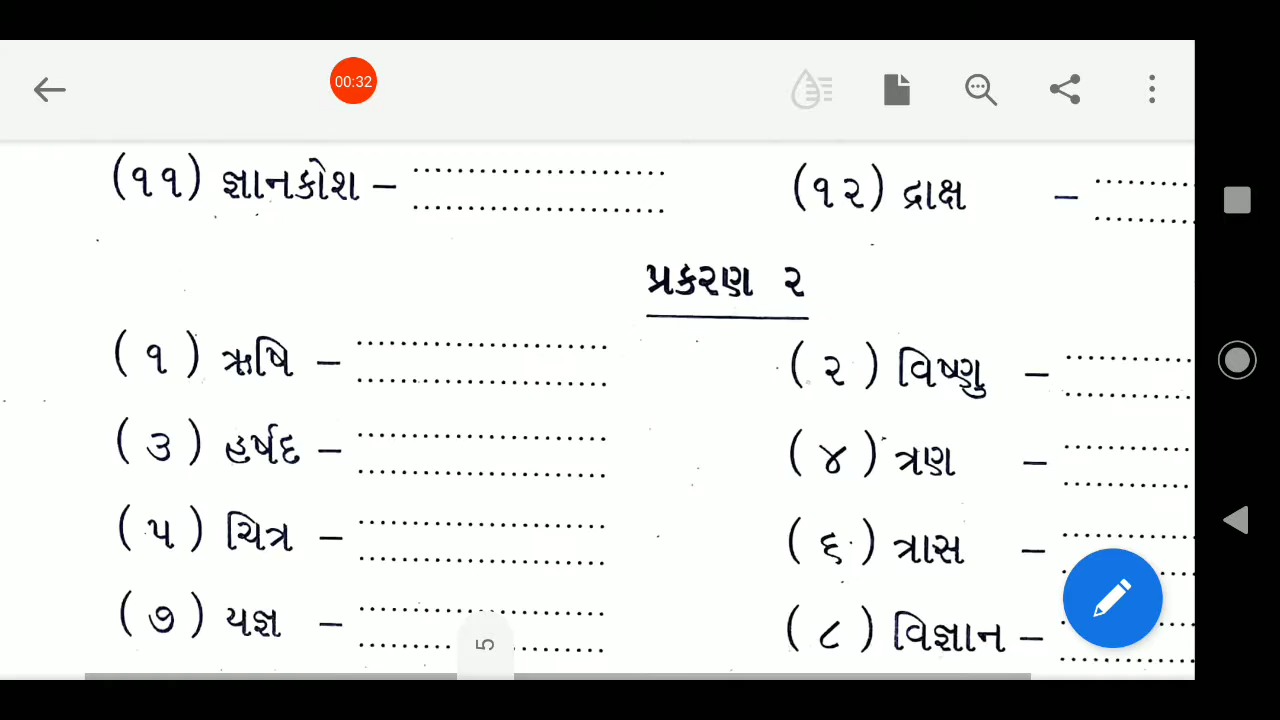 00:32
(૧૧) જ્ઞાનકોશ – (૧૨) દ્રાક્ષ –
પ્રકરણ ૨
(૧) ઋષિ – (૨) વિષ્ણુ –
(૩) હર્ષદ – (૪) ત્રણ –
(૫) ચિત્ર – (૬) ત્રાસ –
(૭) યજ્ઞ – (૮) વિજ્ઞાન –
5